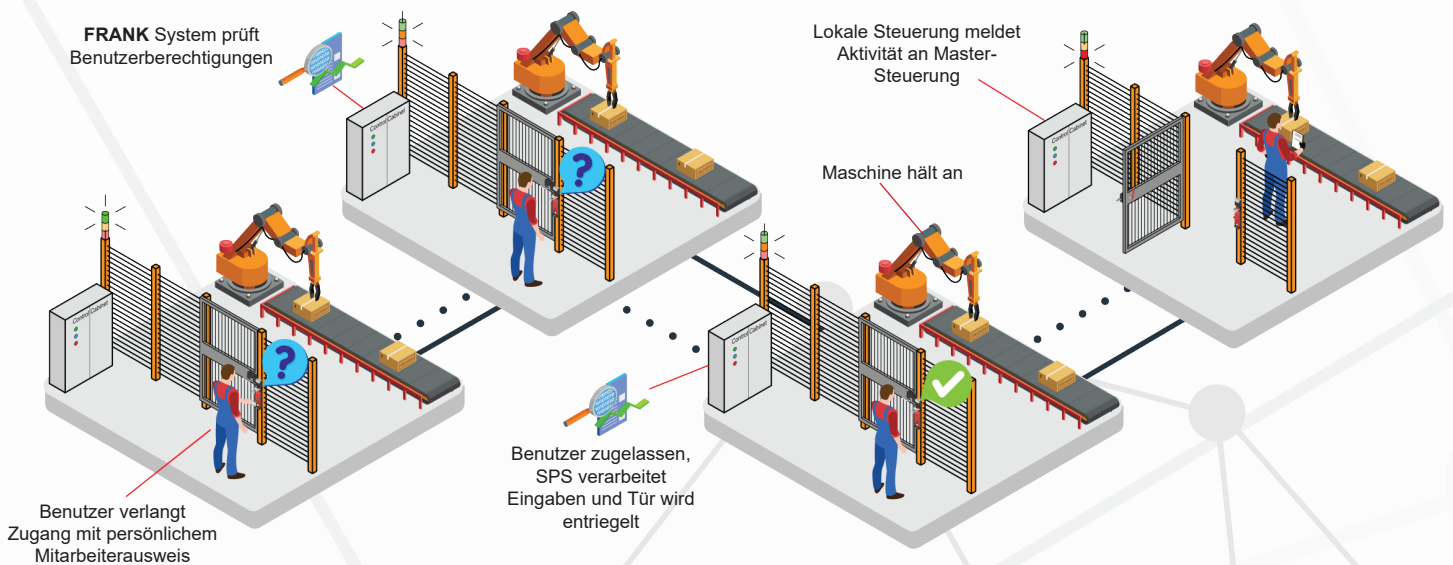 FRANK System prüft
Benutzerberechtigungen
Control Cabinet
Lokale Steuerung meldet
Aktivität an Master-
Steuerung
Control Cabinet
Maschine hält an
Control Cabinet
Control Cabinet
Benutzer zugelassen,
SPS verarbeitet
Eingaben und Tür wird
entriegelt
Benutzer verlangt
Zugang mit persönlichem
Mitarbeiterausweis